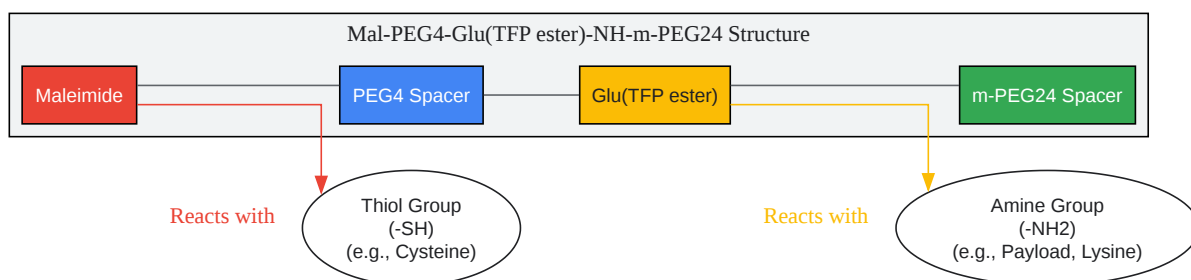 Mal-PEG4-Glu(TFP ester)-NH-m-PEG24 Structure
Maleimide
PEG4 Spacer
Glu(TFP ester)
m-PEG24 Spacer
Reacts with
Thiol Group
(-SH)
(e.g., Cysteine)
Reacts with
Amine Group
(-NH2)
(e.g., Payload, Lysine)